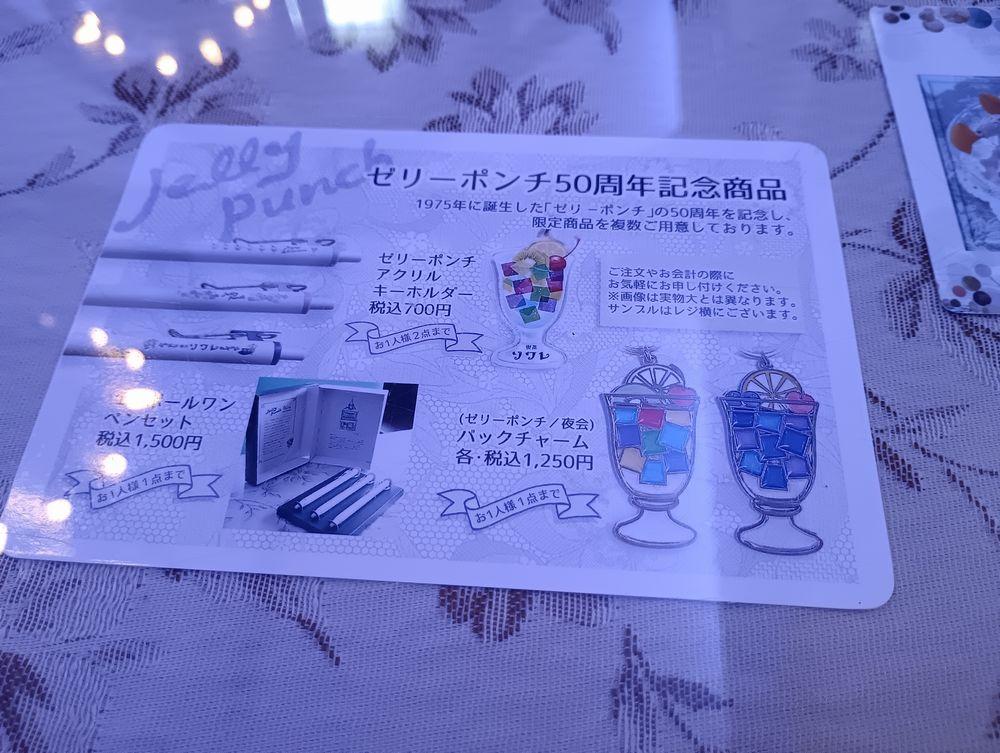 Jelly
punch
ゼリーポンチ50周年記念商品
1975年に誕生した「ゼリーポンチ」の50周年を記念し、
限定商品を複数ご用意しております。
ゼリーポンチ
アクリル
キーホルダー
税込700円
お1人様2点まで
喫茶
ソワレ
ご注文やお会計の際に
お気軽にお申し付けください。
※画像は実物大とは異なります。
サンプルはレジ横にございます。
ールワン
ペンセット
税込1,500円
お1人様1点まで
(ゼリーポンチ/夜会)
バックチャーム
各・税込1,250円
お1人様1点まで